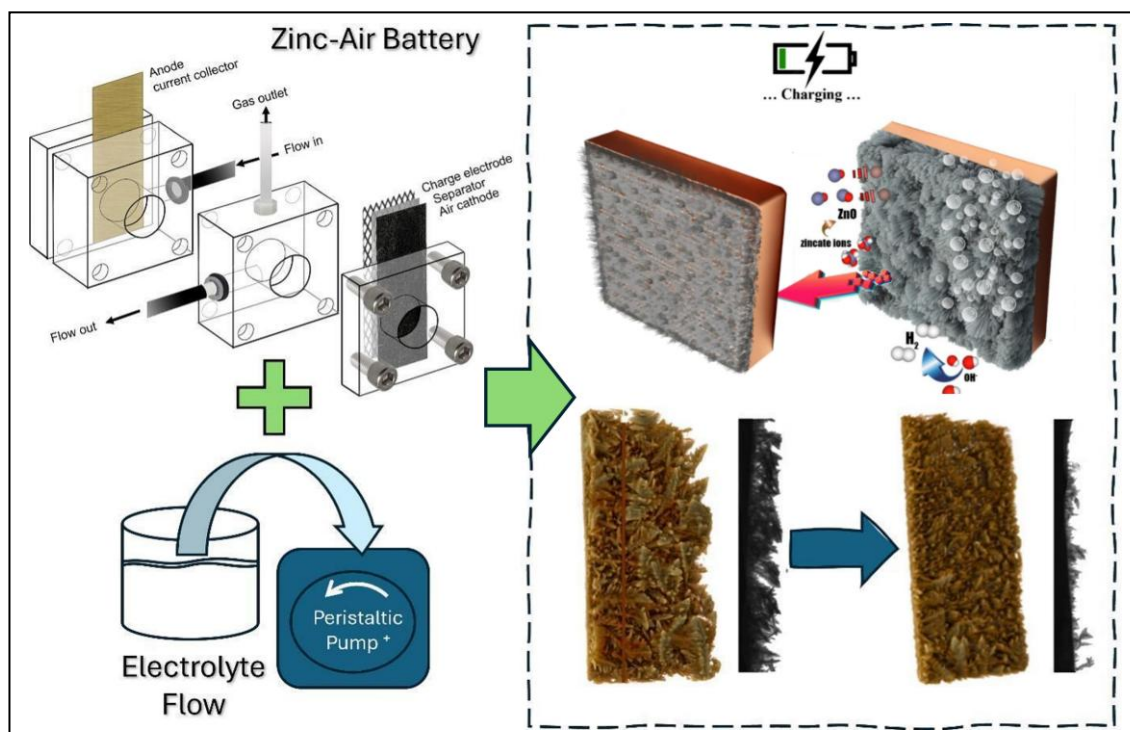 Zinc-Air Battery
Anode
current collector
Gas outlet
Flow in
Charge electrode
Separator
Air cathode
Flow out
Peristaltic
Pump +
Electrolyte
Flow
... Charging ...
ZnO
zincate ions
H2
OH-